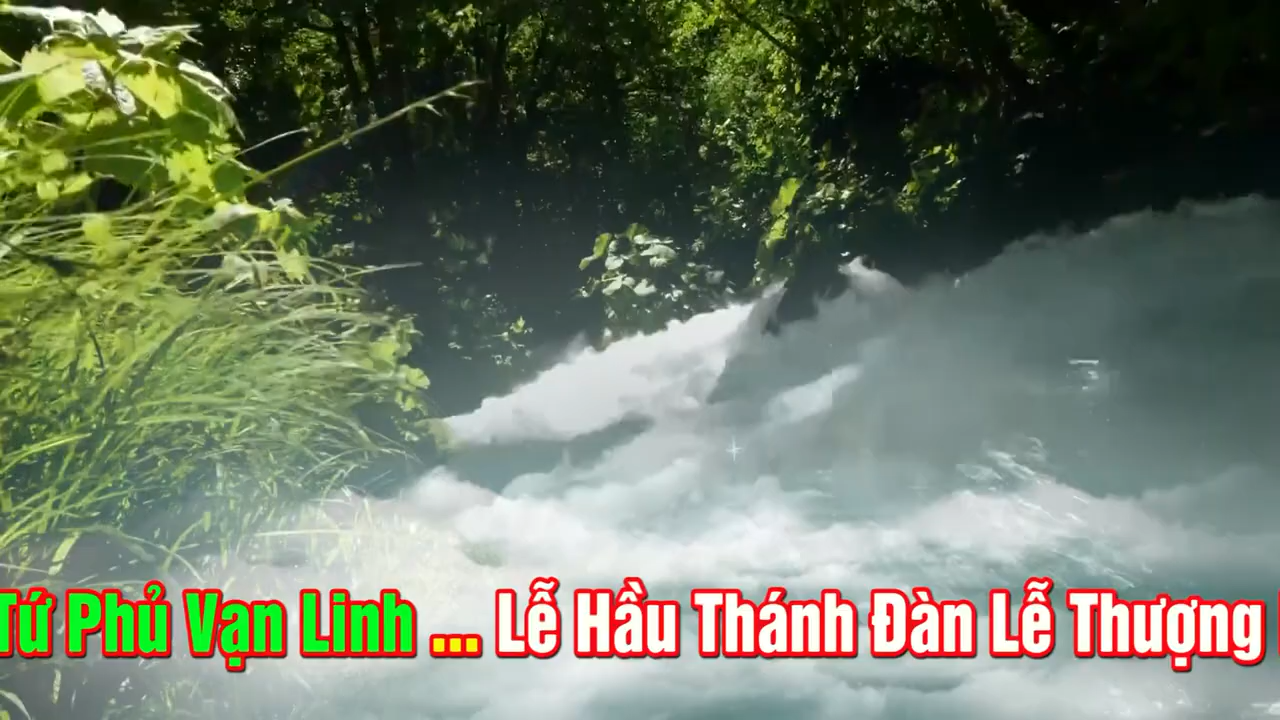 Tứ Phủ Vạn Linh ... Lễ Hầu Thánh Đàn Lễ Thượng